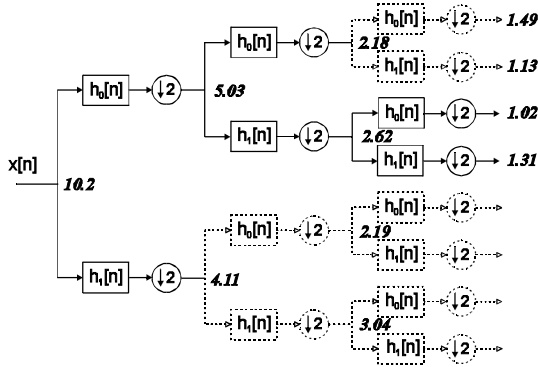 h₀[n] ↓2 1.49
2.18
h₁[n] ↓2 1.13
h₀[n] ↓2
5.03
h₀[n] ↓2
h₀[n] ↓2 1.02
h₁[n] ↓2 2.62
h₁[n] ↓2 1.31
x[n]
10.2
h₀[n] ↓2
h₀[n] ↓2 2.19
h₁[n] ↓2
h₁[n] ↓2 4.11
h₀[n] ↓2
h₁[n] ↓2 3.04
h₁[n] ↓2